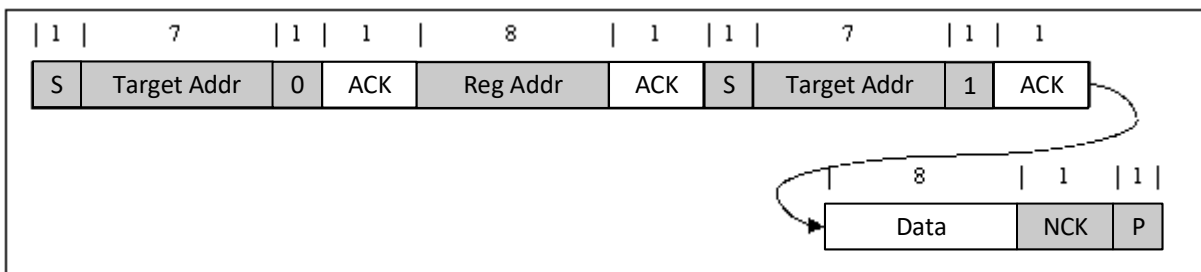 | 1 | 7 | 1 | 1 | 8 | 1 | 1 | 7 | 1 | 1
S Target Addr 0 ACK Reg Addr ACK S Target Addr 1 ACK
| 8 | 1 | 1 |
Data NCK P